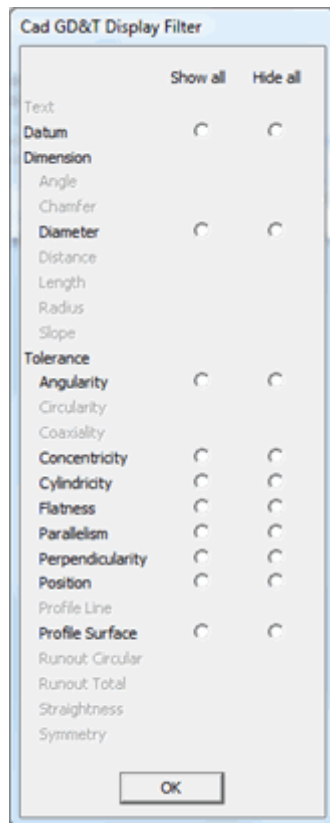 Cad GD&T Display Filter
Show all Hide all
Text
Datum
Dimension
Angle
Chamfer
Diameter
Distance
Length
Radius
Slope
Tolerance
Angularity
Circularity
Coaxiality
Concentricity
Cylindricity
Flatness
Parallelism
Perpendicularity
Position
Profile Line
Profile Surface
Runout Circular
Runout Total
Straightness
Symmetry
OK